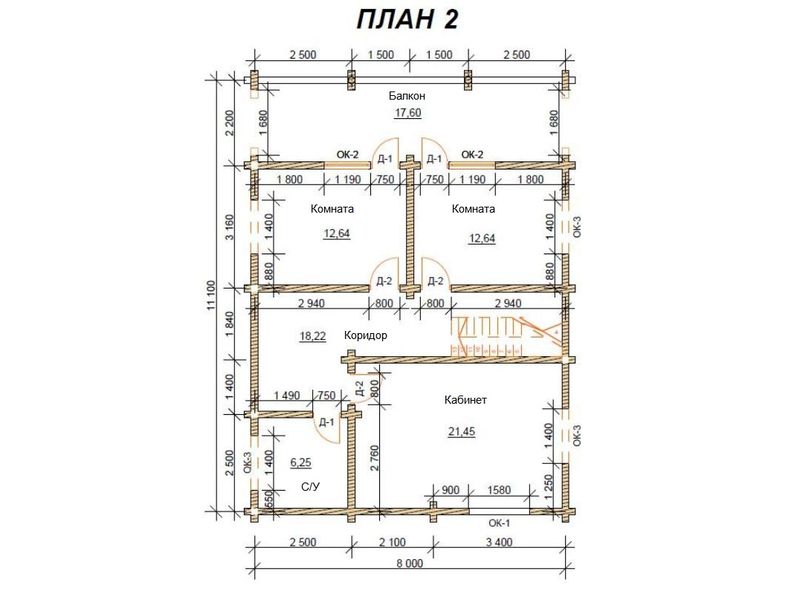 ПЛАН 2
2 500 1 500 1 500 2 500
Балкон
17,60
2 200
1 680
1 680
ОК-2 Д-1 Д-1 ОК-2
1 800 1 190 750 750 1 190 1 800
Комната Комната
12,64 12,64
3 160
1 400
1 400
ОК-3
880
880
Д-2 Д-2
2 940 800 800 2 940
11 100
1 840
18,22 Коридор
1 400
1 490 750
Д-2
800
Кабинет
21,45
Д-1
ОК-3
1 400
6,25
С/У
550
2 500
2 760
1 400
ОК-3
1 250
900 1580
ОК-1
2 500 2 100 3 400
8 000